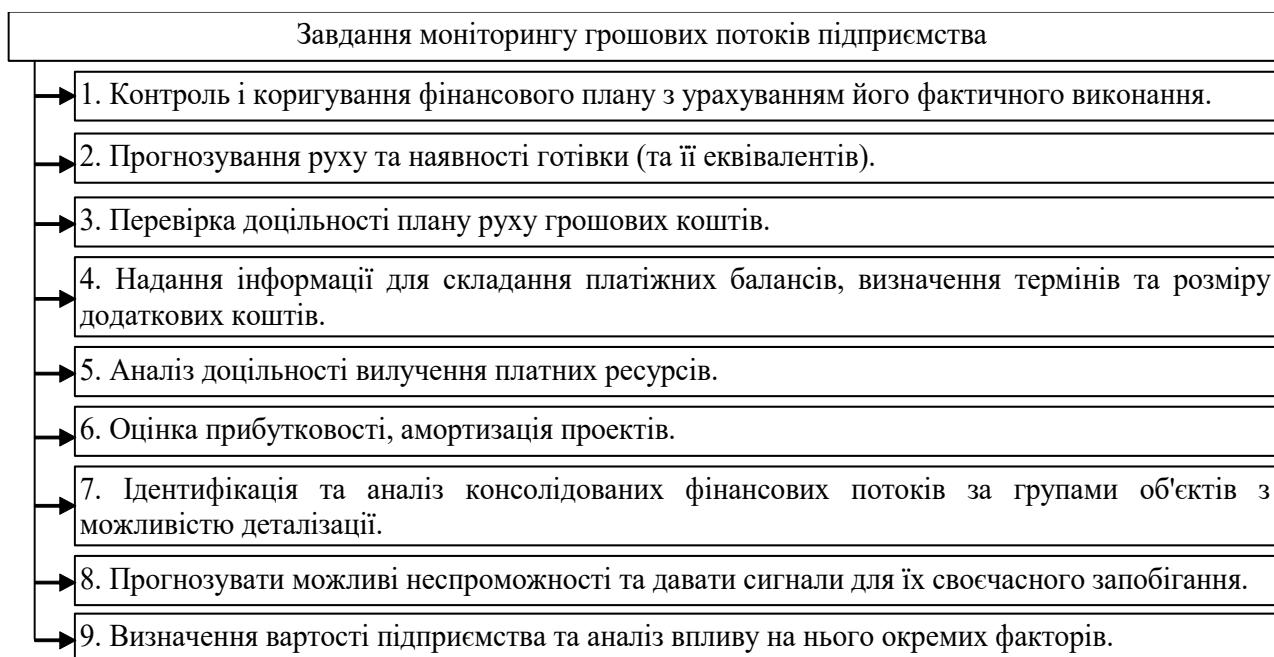 Завдання моніторингу грошових потоків підприємства
1. Контроль і коригування фінансового плану з урахуванням його фактичного виконання.
2. Прогнозування руху та наявності готівки (та її еквівалентів).
3. Перевірка доцільності плану руху грошових коштів.
4. Надання інформації для складання платіжних балансів, визначення термінів та розміру
додаткових коштів.
5. Аналіз доцільності вилучення платних ресурсів.
6. Оцінка прибутковості, амортизація проектів.
7. Ідентифікація та аналіз консолідованих фінансових потоків за групами об'єктів з
можливістю деталізації.
8. Прогнозувати можливі неспроможності та давати сигнали для їх своєчасного запобігання.
9. Визначення вартості підприємства та аналіз впливу на нього окремих факторів.